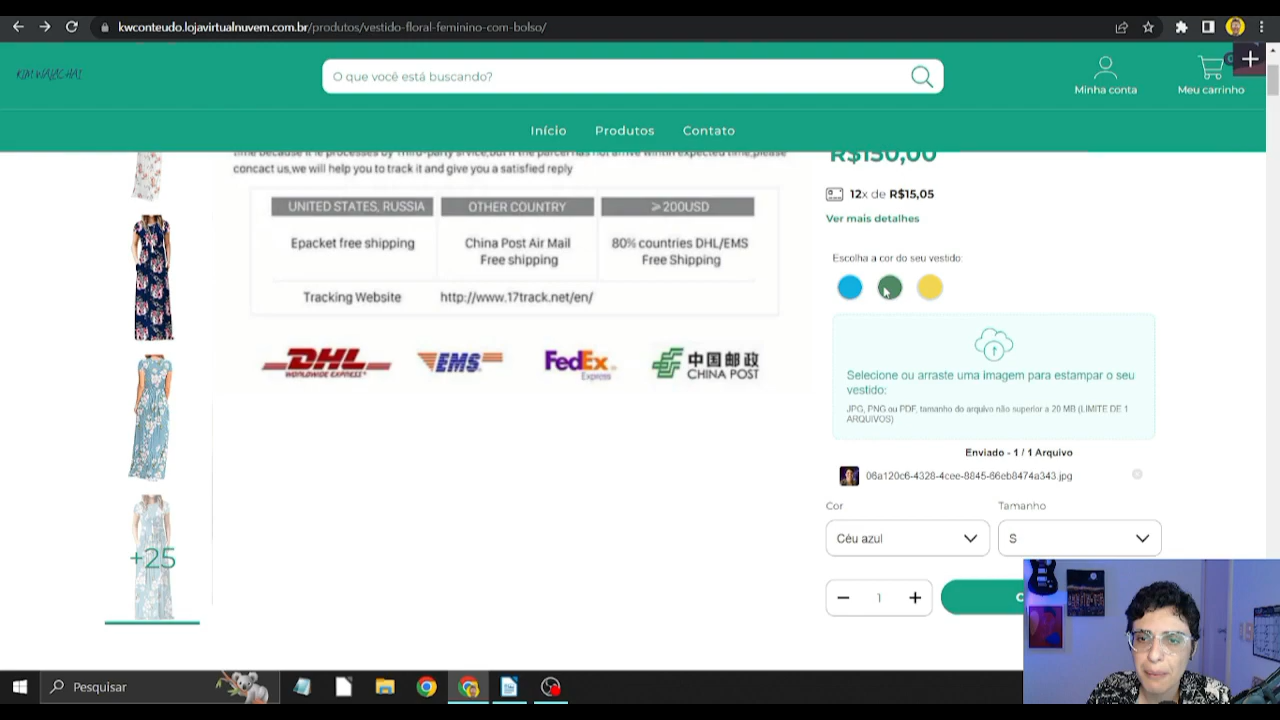 kwconteudo.lojavirtualnuvem.com.br/produtos/vestido-floral-feminino-com-bolso/
KIM WAJACHAI
O que você está buscando?
Minha conta
Meu carrinho
Início Produtos Contato
concact us,we will help you to track it and give you a satisfied reply
UNITED STATES, RUSSIA OTHER COUNTRY ≥200USD
Epacket free shipping China Post Air Mail 80% countries DHL/EMS
Free shipping Free Shipping
Tracking Website http://www.17track.net/en/
DHL EMS FedEx 中国邮政
WORLDWIDE EXPRESS Express CHINA POST
+25
R$150,00
12x de R$15,05
Ver mais detalhes
Escolha a cor do seu vestido:
Selecione ou arraste uma imagem para estampar o seu
vestido:
JPG, PNG ou PDF, tamanho do arquivo não superior a 20 MB (LIMITE DE 1
ARQUIVOS)
Enviado - 1 / 1 Arquivo
06a120c6-4328-4cee-8845-66eb8474a343.jpg
Cor Tamanho
Céu azul S
1
Pesquisar